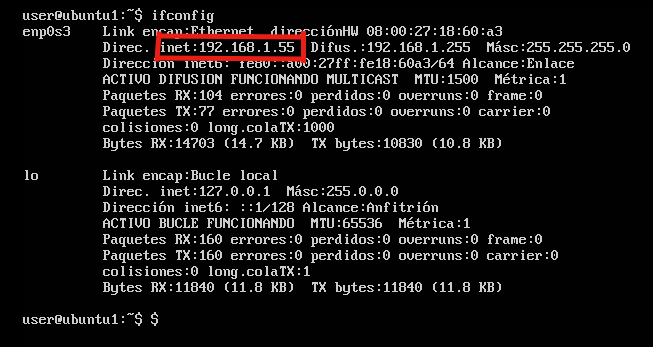 user@ubuntu1:~$ ifconfig
enp0s3 Link encap:Ethernet direcciónHW 08:00:27:18:60:a3
Direc. inet:192.168.1.55 Difus.:192.168.1.255 Másc:255.255.255.0
Dirección inet6: fe80::a00:27ff:fe18:60a3/64 Alcance:Enlace
ACTIVO DIFUSION FUNCIONANDO MULTICAST MTU:1500 Métrica:1
Paquetes RX:104 errores:0 perdidos:0 overruns:0 frame:0
Paquetes TX:77 errores:0 perdidos:0 overruns:0 carrier:0
colisiones:0 long.colaTX:1000
Bytes RX:14703 (14.7 KB) TX bytes:10830 (10.8 KB)
lo Link encap:Bucle local
Direc. inet:127.0.0.1 Másc:255.0.0.0
Dirección inet6: ::1/128 Alcance:Anfitrión
ACTIVO BUCLE FUNCIONANDO MTU:65536 Métrica:1
Paquetes RX:160 errores:0 perdidos:0 overruns:0 frame:0
Paquetes TX:160 errores:0 perdidos:0 overruns:0 carrier:0
colisiones:0 long.colaTX:1
Bytes RX:11840 (11.8 KB) TX bytes:11840 (11.8 KB)
user@ubuntu1:~$ $